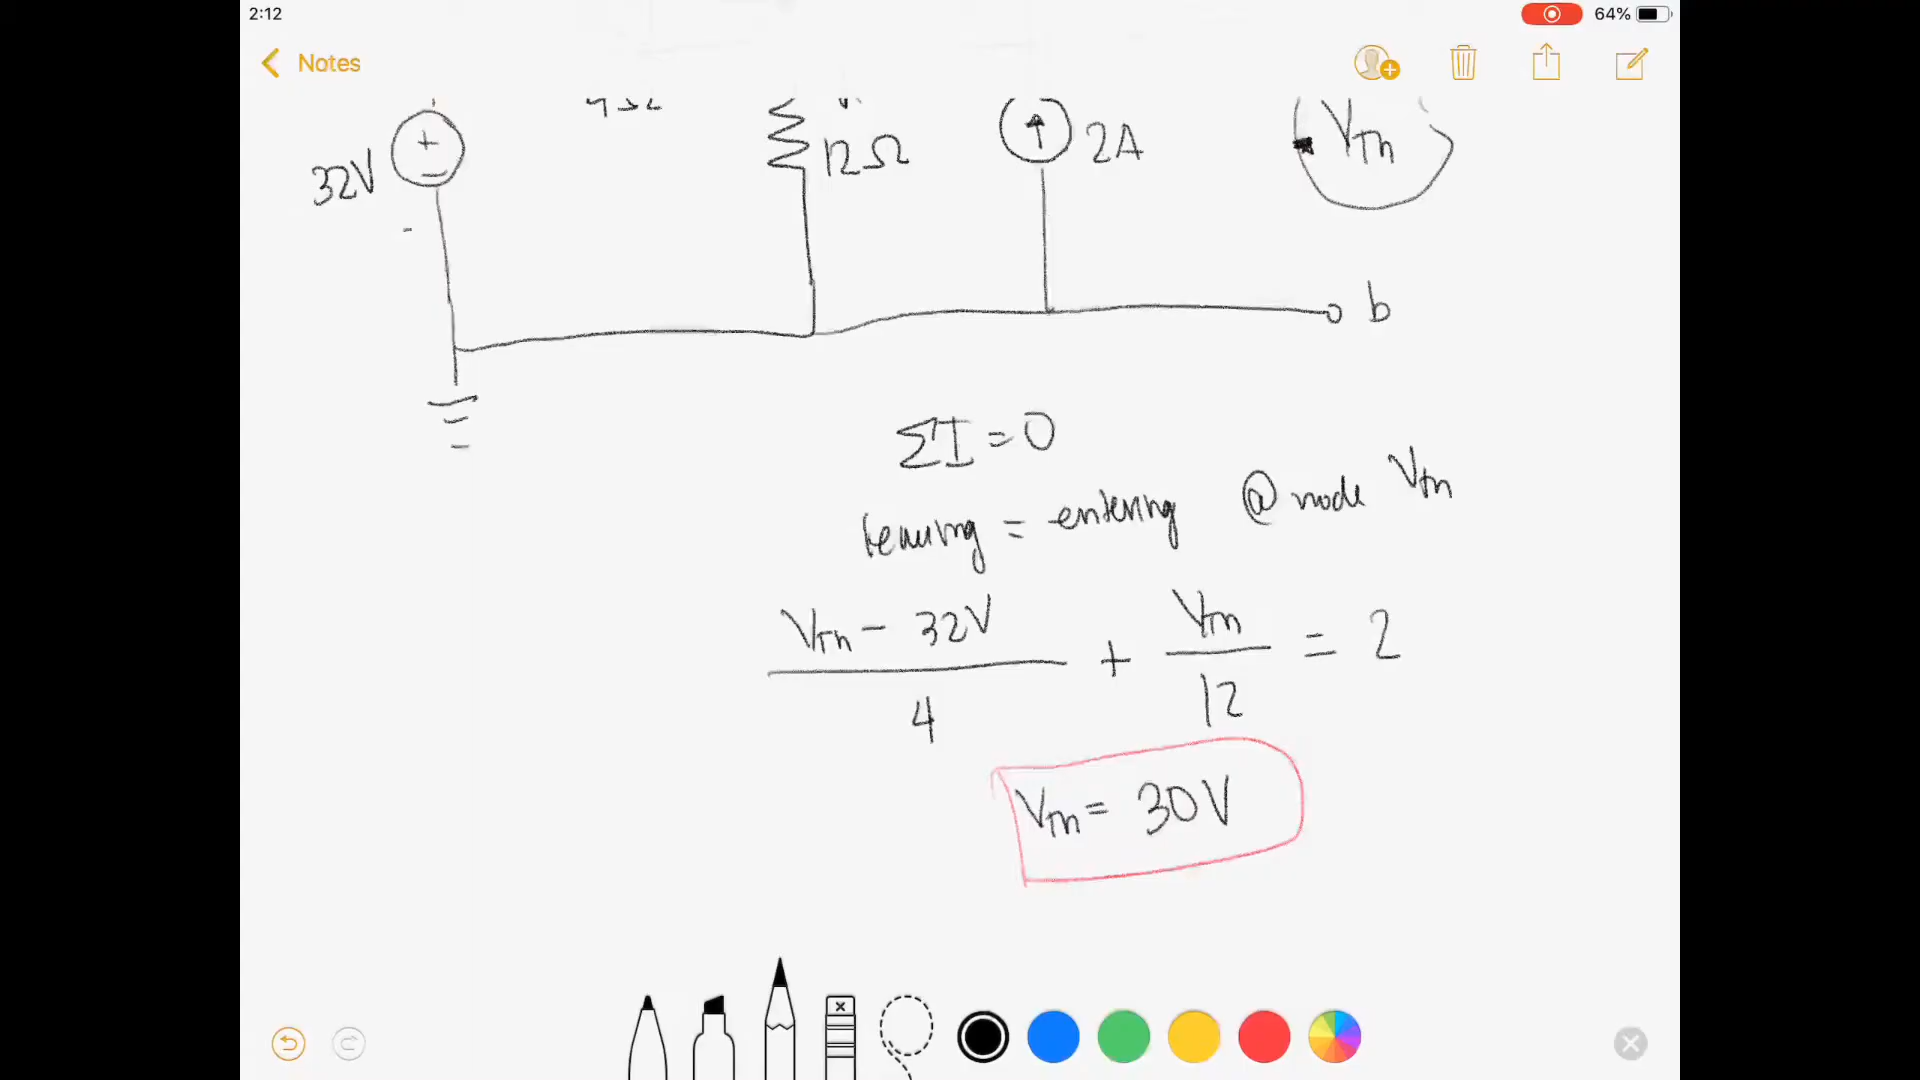 2:12
64%
Notes
32V
12Ω
2A
VTh
b
ΣI = 0
leaving = entering @ node VTh
VTh - 32V
4
+
VTh
12
= 2
VTh = 30V